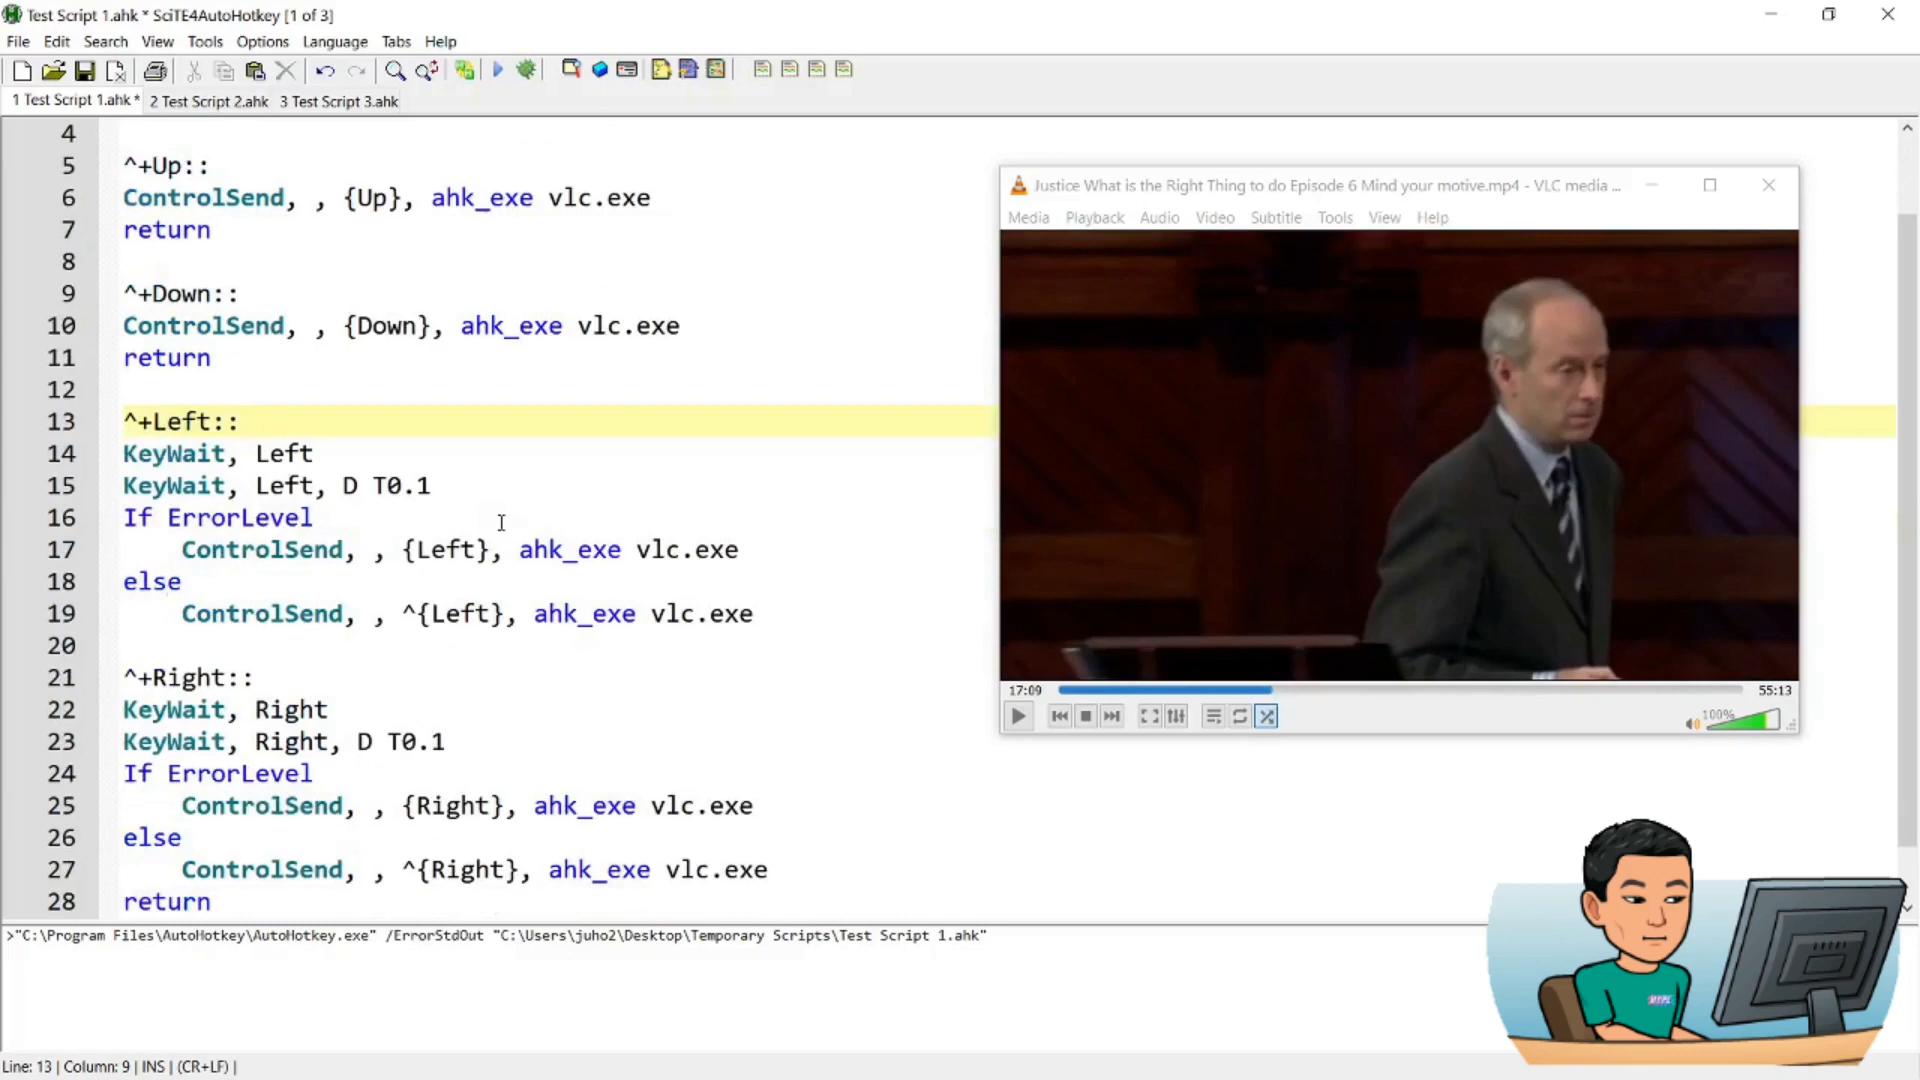 Test Script 1.ahk * SciTE4AutoHotkey [1 of 3]
File Edit Search View Tools Options Language Tabs Help
1 Test Script 1.ahk * 2 Test Script 2.ahk 3 Test Script 3.ahk
4
5 ^+Up::
6 ControlSend, , {Up}, ahk_exe vlc.exe
7 return
8
9 ^+Down::
10 ControlSend, , {Down}, ahk_exe vlc.exe
11 return
12
13 ^+Left::
14 KeyWait, Left
15 KeyWait, Left, D T0.1
16 If ErrorLevel
17 ControlSend, , {Left}, ahk_exe vlc.exe
18 else
19 ControlSend, , ^{Left}, ahk_exe vlc.exe
20
21 ^+Right::
22 KeyWait, Right
23 KeyWait, Right, D T0.1
24 If ErrorLevel
25 ControlSend, , {Right}, ahk_exe vlc.exe
26 else
27 ControlSend, , ^{Right}, ahk_exe vlc.exe
28 return
Justice What is the Right Thing to do Episode 6 Mind your motive.mp4 - VLC media ...
Media Playback Audio Video Subtitle Tools View Help
17:09 55:13
100%
>"C:\Program Files\AutoHotkey\AutoHotkey.exe" /ErrorStdOut "C:\Users\juho2\Desktop\Temporary Scripts\Test Script 1.ahk"
Line: 13 | Column: 9 | INS | (CR+LF) |